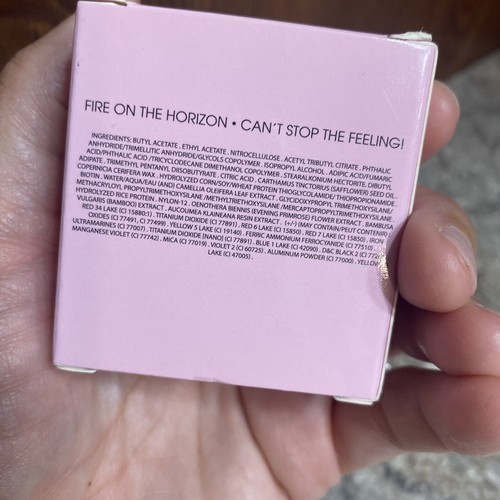 FIRE ON THE HORIZON • CAN'T STOP THE FEELING!
INGREDIENTS: BUTYL ACETATE . ETHYL ACETATE . NITROCELLULOSE . ACETYL TRIBUTYL CITRATE . PHTHALIC
ANHYDRIDE/TRIMELLITIC ANHYDRIDE/GLYCOLS COPOLYMER . ISOPROPYL ALCOHOL . ADIPIC ACID/FUMARIC
ACID/PHTHALIC ACID /TRICYCLODECANE DIMETHANOL COPOLYMER . STEARALKONIUM HECTORITE. DIBUTYL
ADIPATE . TRIMETHYL PENTANYL DIISOBUTYRATE . CITRIC ACID . CARTHAMUS TINCTORIUS (SAFFLOWER) SEED OIL .
COPERNICIA CERIFERA WAX . HYDROLYZED CORN/SOY/WHEAT PROTEIN THIOGLYCOLAMIDE/ THIOPROPIONAMIDE .
BIOTIN . WATER/AQUA/EAU (AND) CAMELLIA OLEIFERA LEAF EXTRACT . GLYCIDOXYPROPYL TRIMETHOXYSILANE/
METHACRYLOYL PROPYLTRIMETHOXYSILANE /METHYLTRIETHOXYSILANE /MERCAPTOPROPYLTRIMETHOXYSILANE
HYDROLYZED RICE PROTEIN . NYLON-12 . OENOTHERA BIENNIS (EVENING PRIMROSE) FLOWER EXTRACT . BAMBUSA
VULGARIS (BAMBOO) EXTRACT . AUCOUMEA KLAINEANA RESIN EXTRACT . (+/-) (MAY CONTAIN/PEUT CONTENIR)
OXIDES (CI 77491, CI 77499) . TITANIUM DIOXIDE (CI 77891) . RED 6 LAKE (CI 15850) . RED 7 LAKE (CI 15850) . IRON
RED 34 LAKE (CI 15880:1) . YELLOW 5 LAKE (CI 19140) . FERRIC AMMONIUM FERROCYANIDE (CI 77510) .
ULTRAMARINES (CI 77007) . TITANIUM DIOXIDE [NANO] (CI 77891) . BLUE 1 LAKE (CI 42090) . D&C BLACK 2 (CI
MANGANESE VIOLET (CI 77742) . MICA (CI 77019) . VIOLET 2 (CI 60725) . ALUMINUM POWDER (CI 77000) . YELLOW
LAKE (CI 47005) .